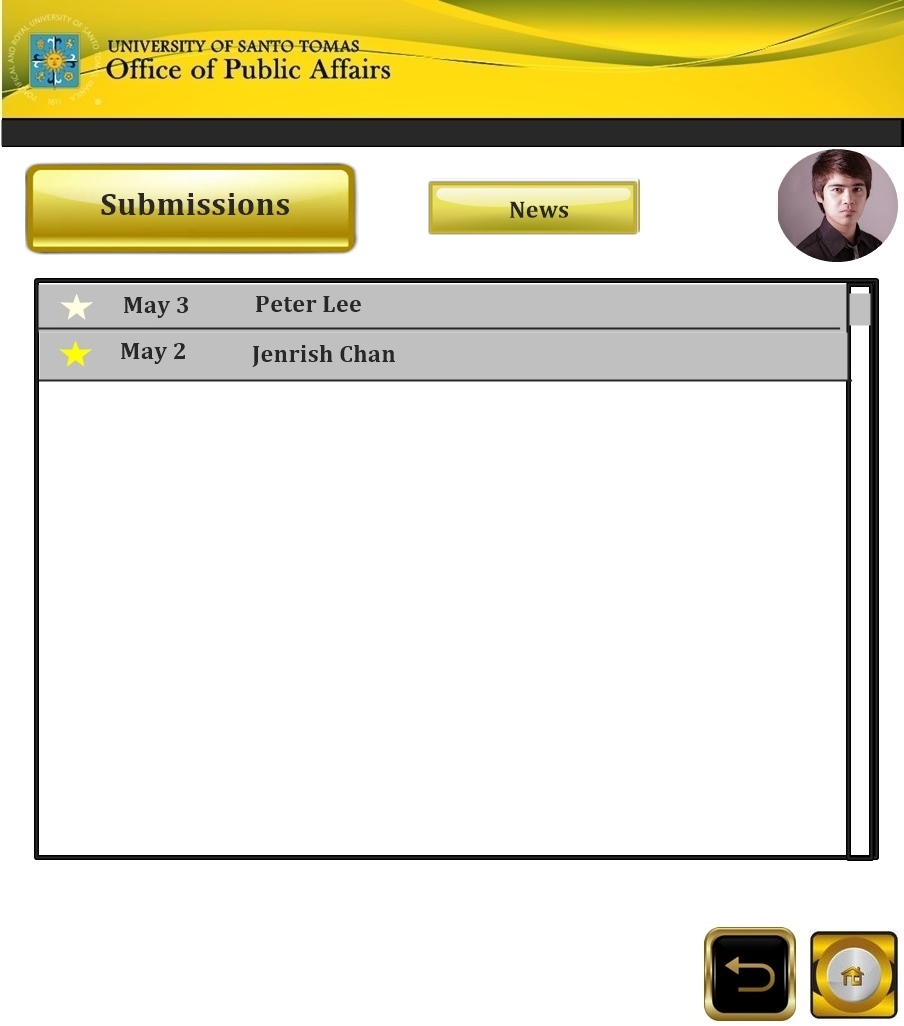 UNIVERSITY OF SANTO TOMAS
Office of Public Affairs
Submissions
News
May 3 Peter Lee
May 2 Jenrish Chan